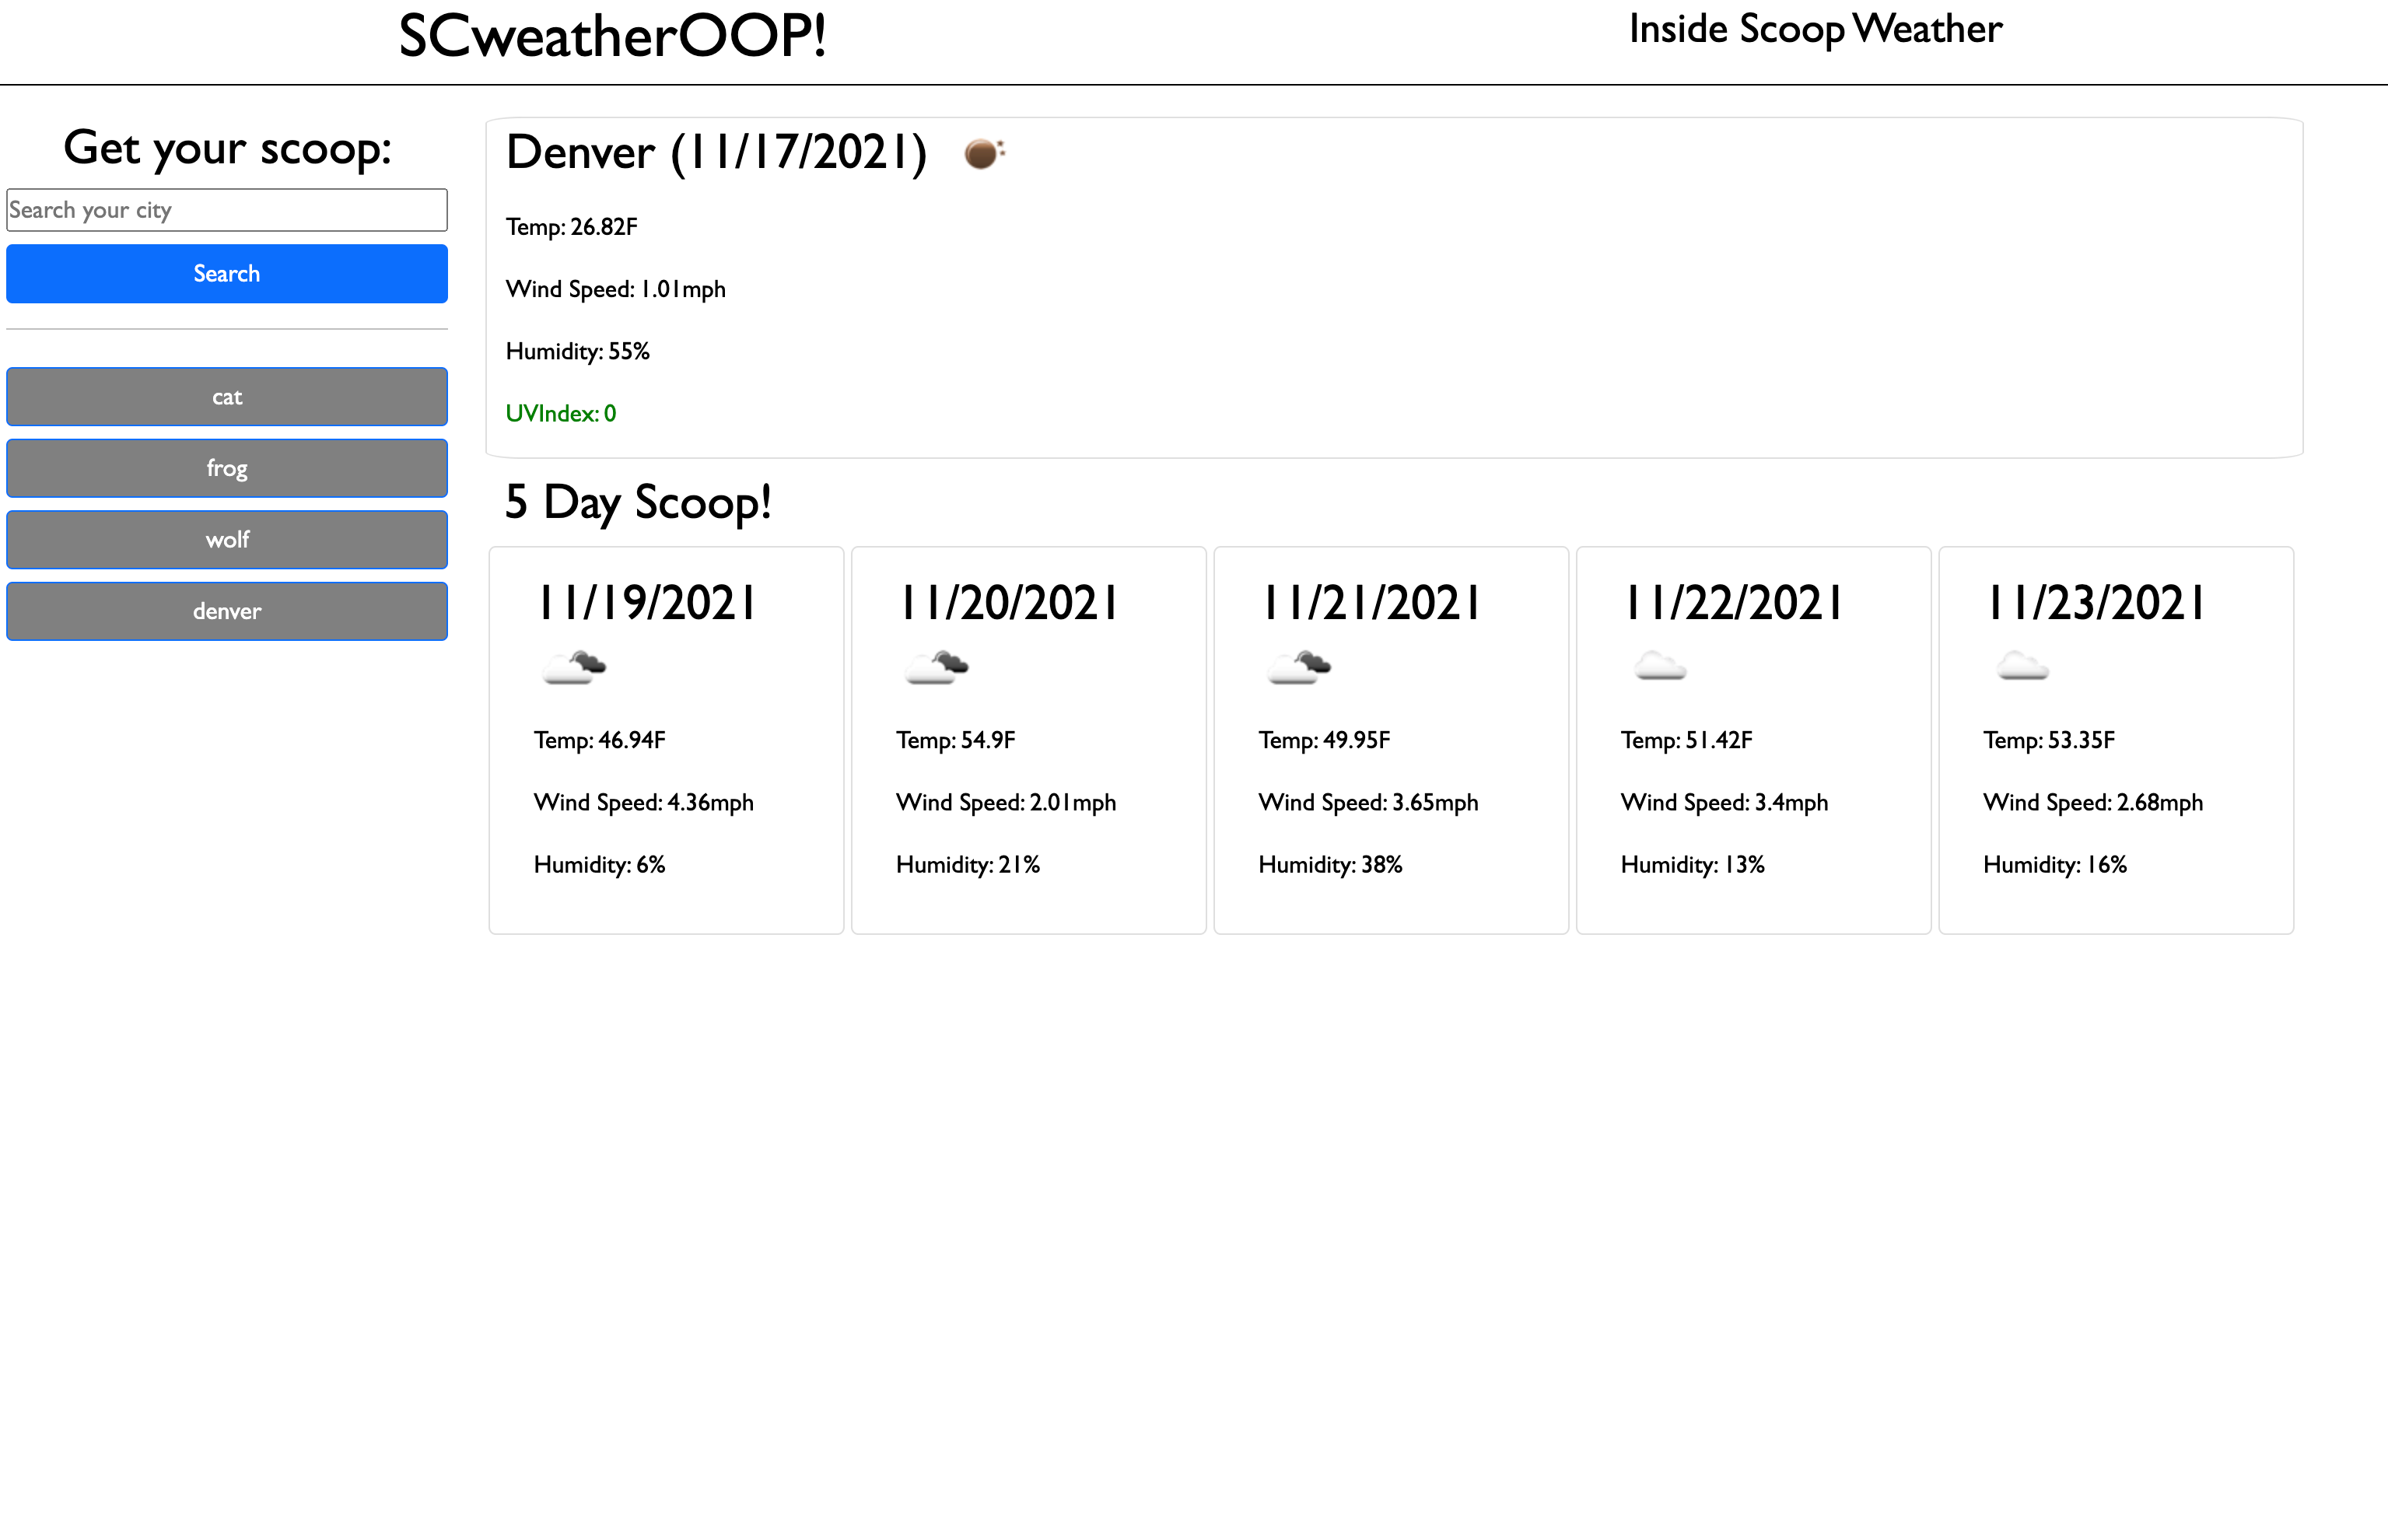 SCweatherOOP!
Inside Scoop Weather
Get your scoop:
Search your city
Search
cat
frog
wolf
denver
Denver (11/17/2021)
Temp: 26.82F
Wind Speed: 1.01mph
Humidity: 55%
UVIndex: 0
5 Day Scoop!
11/19/2021
Temp: 46.94F
Wind Speed: 4.36mph
Humidity: 6%
11/20/2021
Temp: 54.9F
Wind Speed: 2.01mph
Humidity: 21%
11/21/2021
Temp: 49.95F
Wind Speed: 3.65mph
Humidity: 38%
11/22/2021
Temp: 51.42F
Wind Speed: 3.4mph
Humidity: 13%
11/23/2021
Temp: 53.35F
Wind Speed: 2.68mph
Humidity: 16%